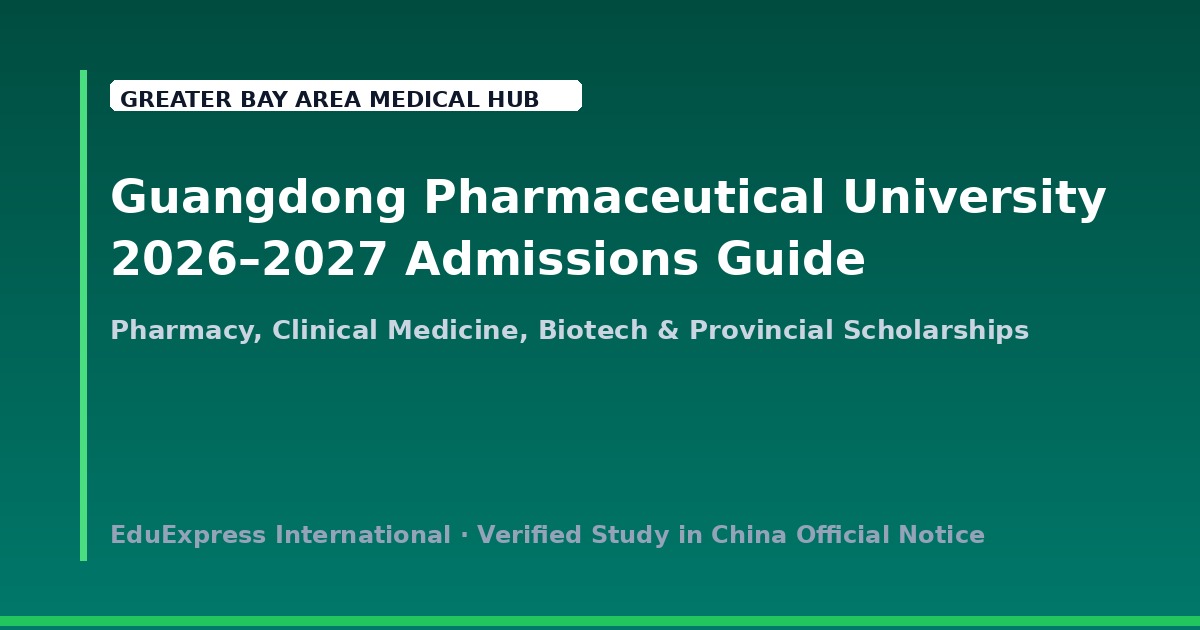 GREATER BAY AREA MEDICAL HUB
Guangdong Pharmaceutical University
2026–2027 Admissions Guide
Pharmacy, Clinical Medicine, Biotech & Provincial Scholarships
EduExpress International · Verified Study in China Official Notice